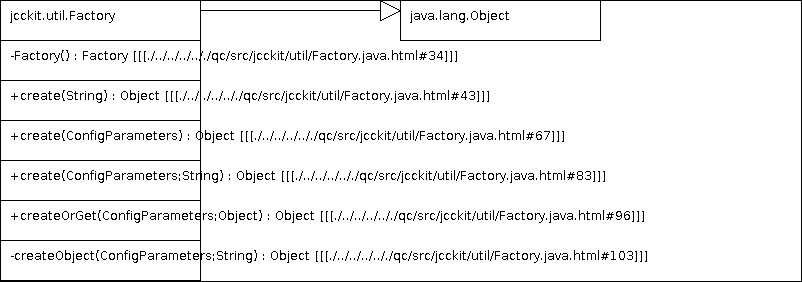 jcckit.util.Factory
java.lang.Object
-Factory() : Factory [[[./../../../../../qc/src/jcckit/util/Factory.java.html#34]]]
+create(String) : Object [[[./../../../../../qc/src/jcckit/util/Factory.java.html#43]]]
+create(ConfigParameters) : Object [[[./../../../../../qc/src/jcckit/util/Factory.java.html#67]]]
+create(ConfigParameters;String) : Object [[[./../../../../../qc/src/jcckit/util/Factory.java.html#83]]]
+createOrGet(ConfigParameters;Object) : Object [[[./../../../../../qc/src/jcckit/util/Factory.java.html#96]]]
-createObject(ConfigParameters;String) : Object [[[./../../../../../qc/src/jcckit/util/Factory.java.html#103]]]